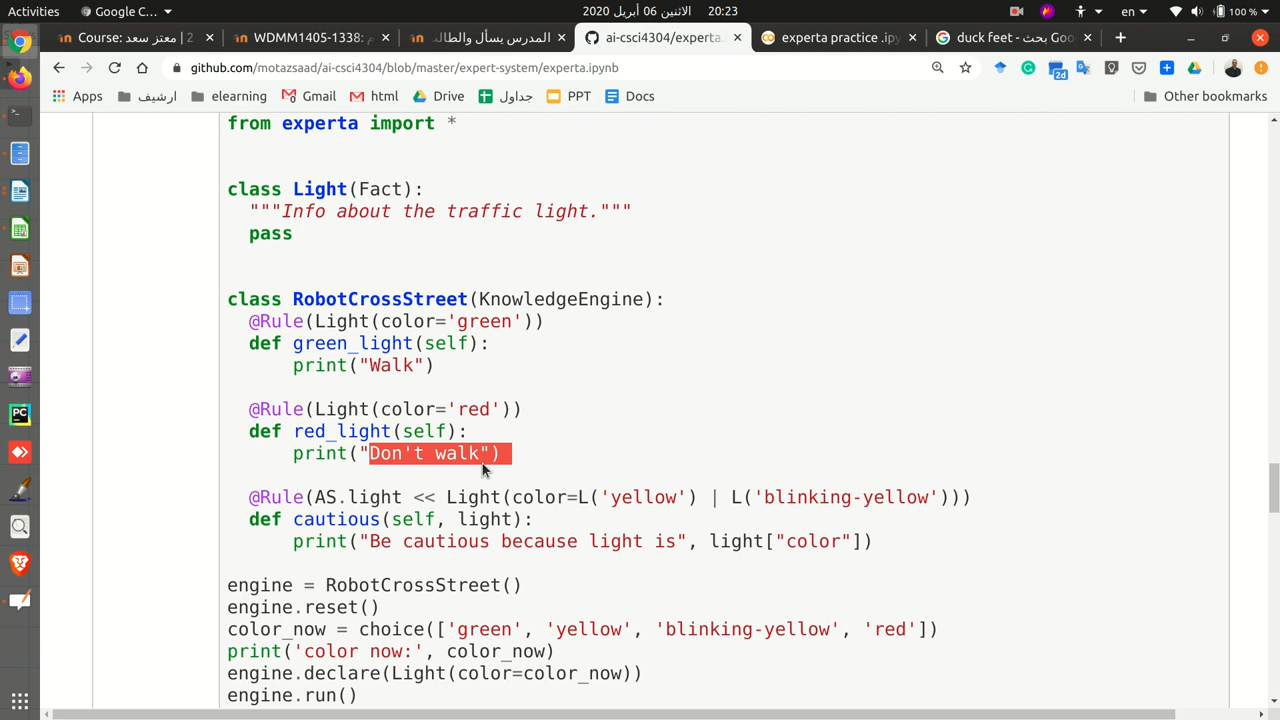 Activities
Google C...
الاثنين 06 أبريل 2020 20:23
en
100 %
Course: معتز سعد | 2
WDMM1405-1338: م
المدرس يسأل والطالـ
ai-csci4304/experta.
experta practice .ip
duck feet - بحث Goo
github.com/motazsaad/ai-csci4304/blob/master/expert-system/experta.ipynb
2d
Apps
ارشيف
elearning
Gmail
html
Drive
جداول
PPT
Docs
Other bookmarks
from experta import *
class Light(Fact):
"""Info about the traffic light."""
pass
class RobotCrossStreet(KnowledgeEngine):
@Rule(Light(color='green'))
def green_light(self):
print("Walk")
@Rule(Light(color='red'))
def red_light(self):
print("Don't walk")
@Rule(AS.light << Light(color=L('yellow') | L('blinking-yellow')))
def cautious(self, light):
print("Be cautious because light is", light["color"])
engine = RobotCrossStreet()
engine.reset()
color_now = choice(['green', 'yellow', 'blinking-yellow', 'red'])
print('color now:', color_now)
engine.declare(Light(color=color_now))
engine.run()